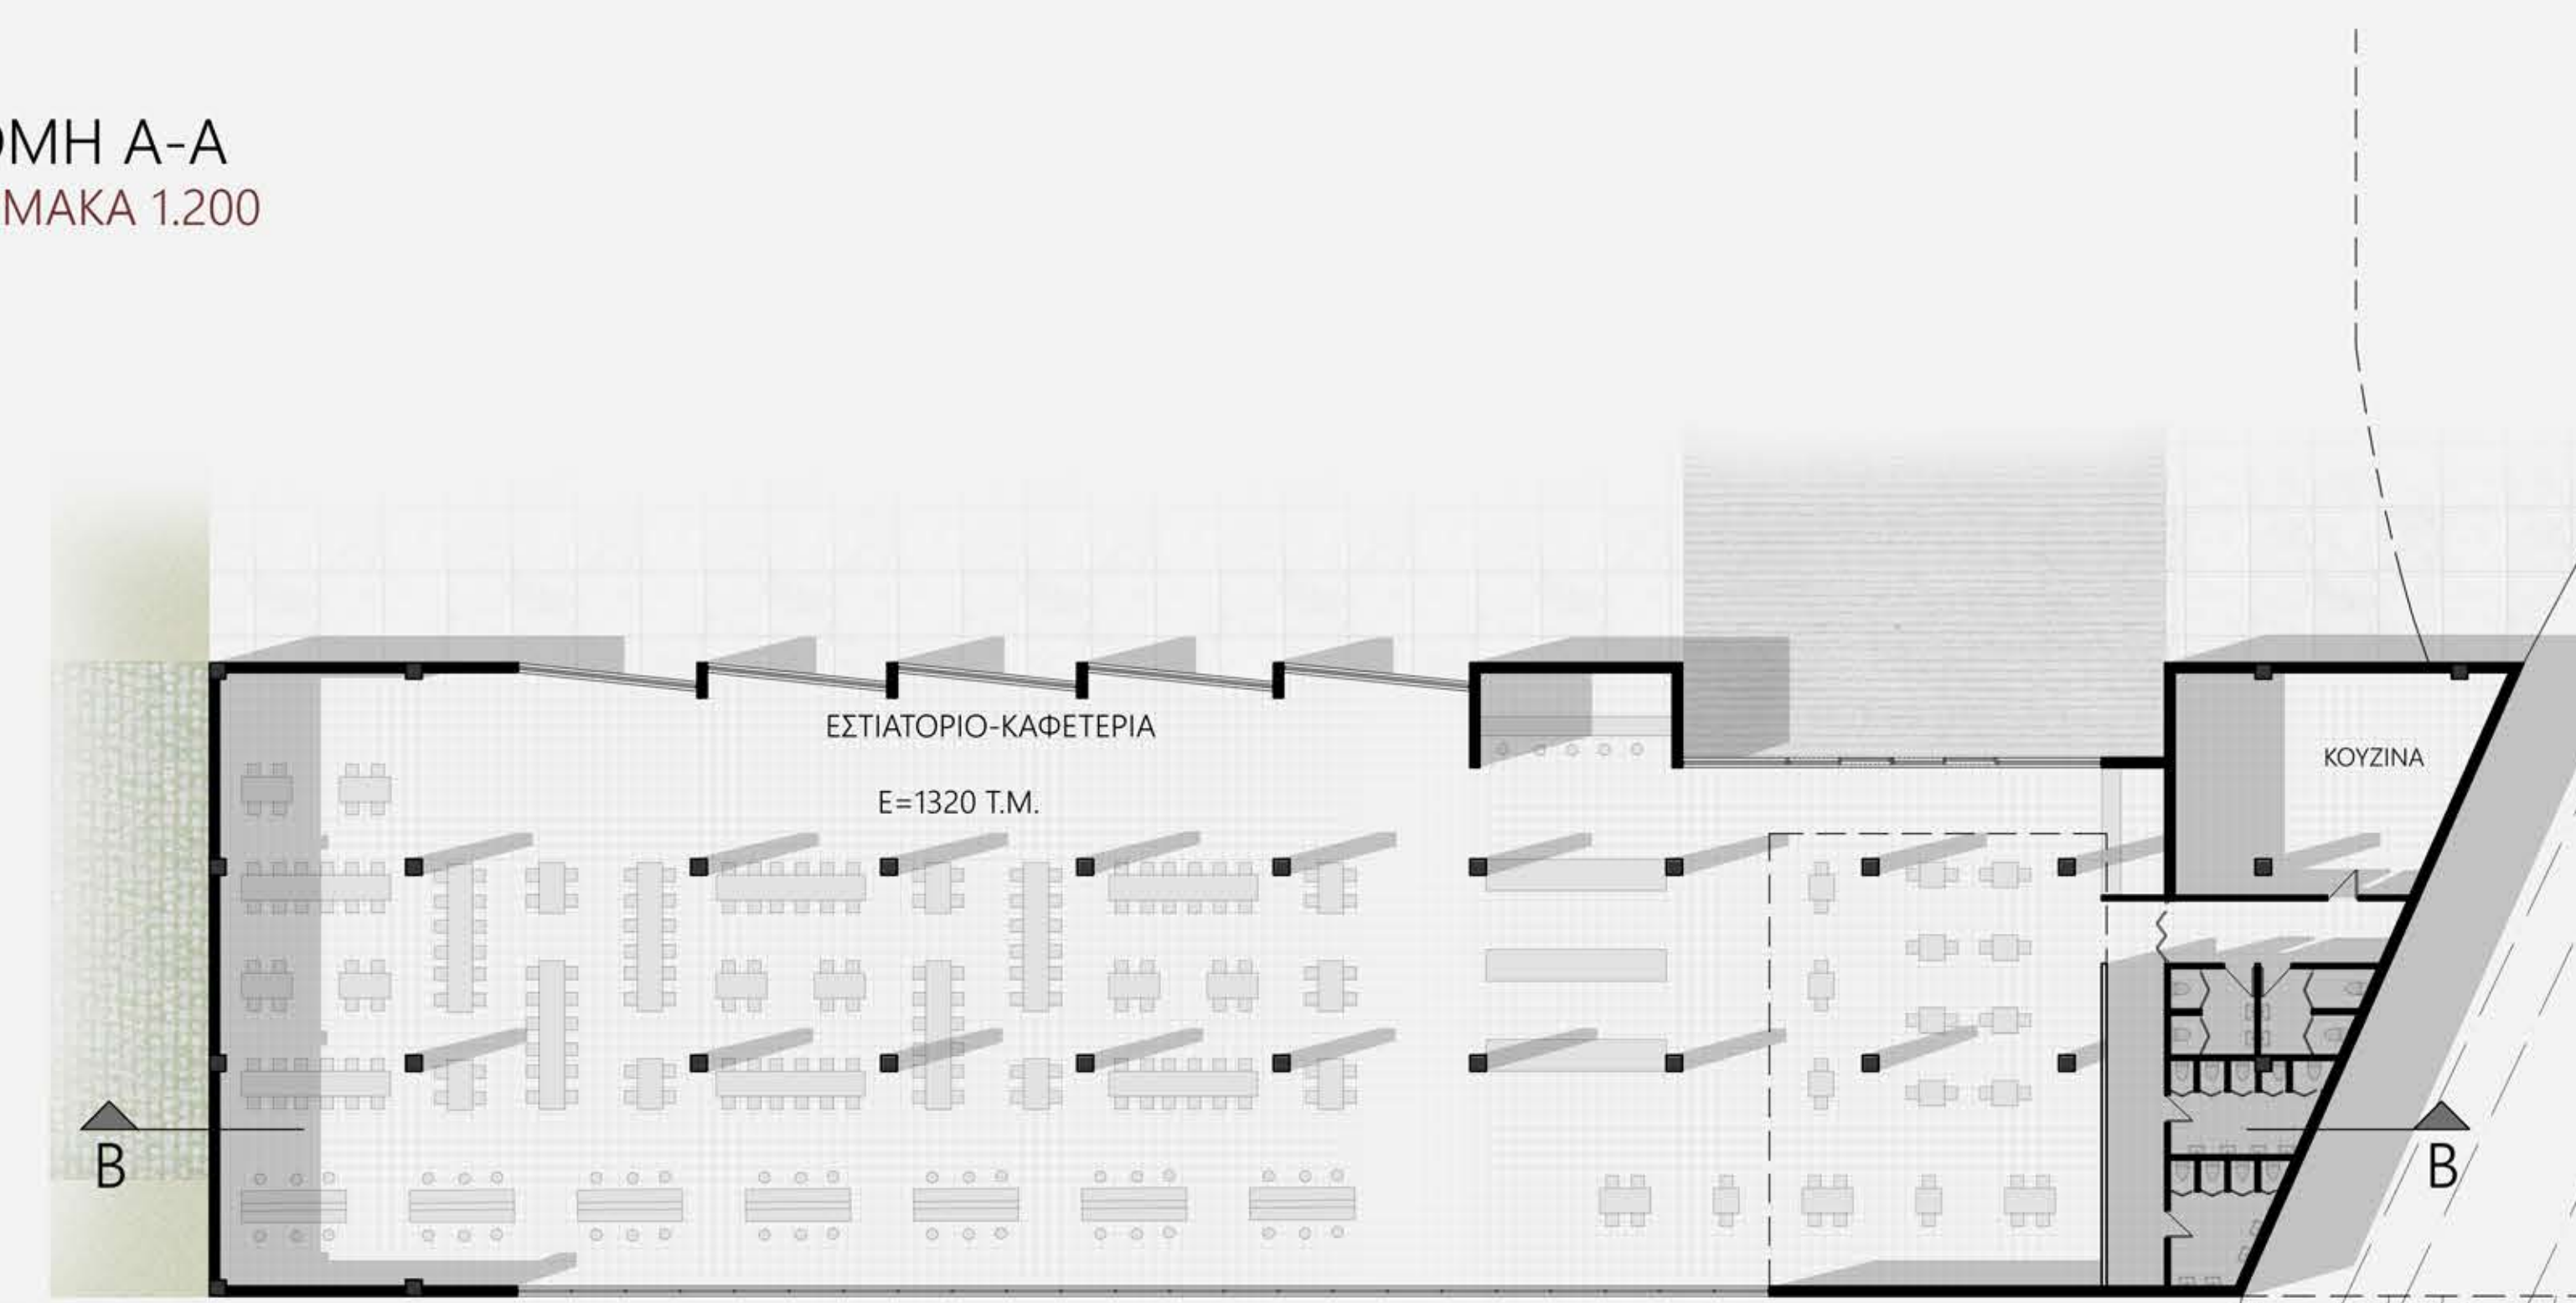 ΟΜΗ Α-Α
ΜΑΚΑ 1.200
ΕΣΤΙΑΤΟΡΙΟ-ΚΑΦΕΤΕΡΙΑ
Ε=1320 Τ.Μ.
ΚΟΥΖΙΝΑ
Β
Β